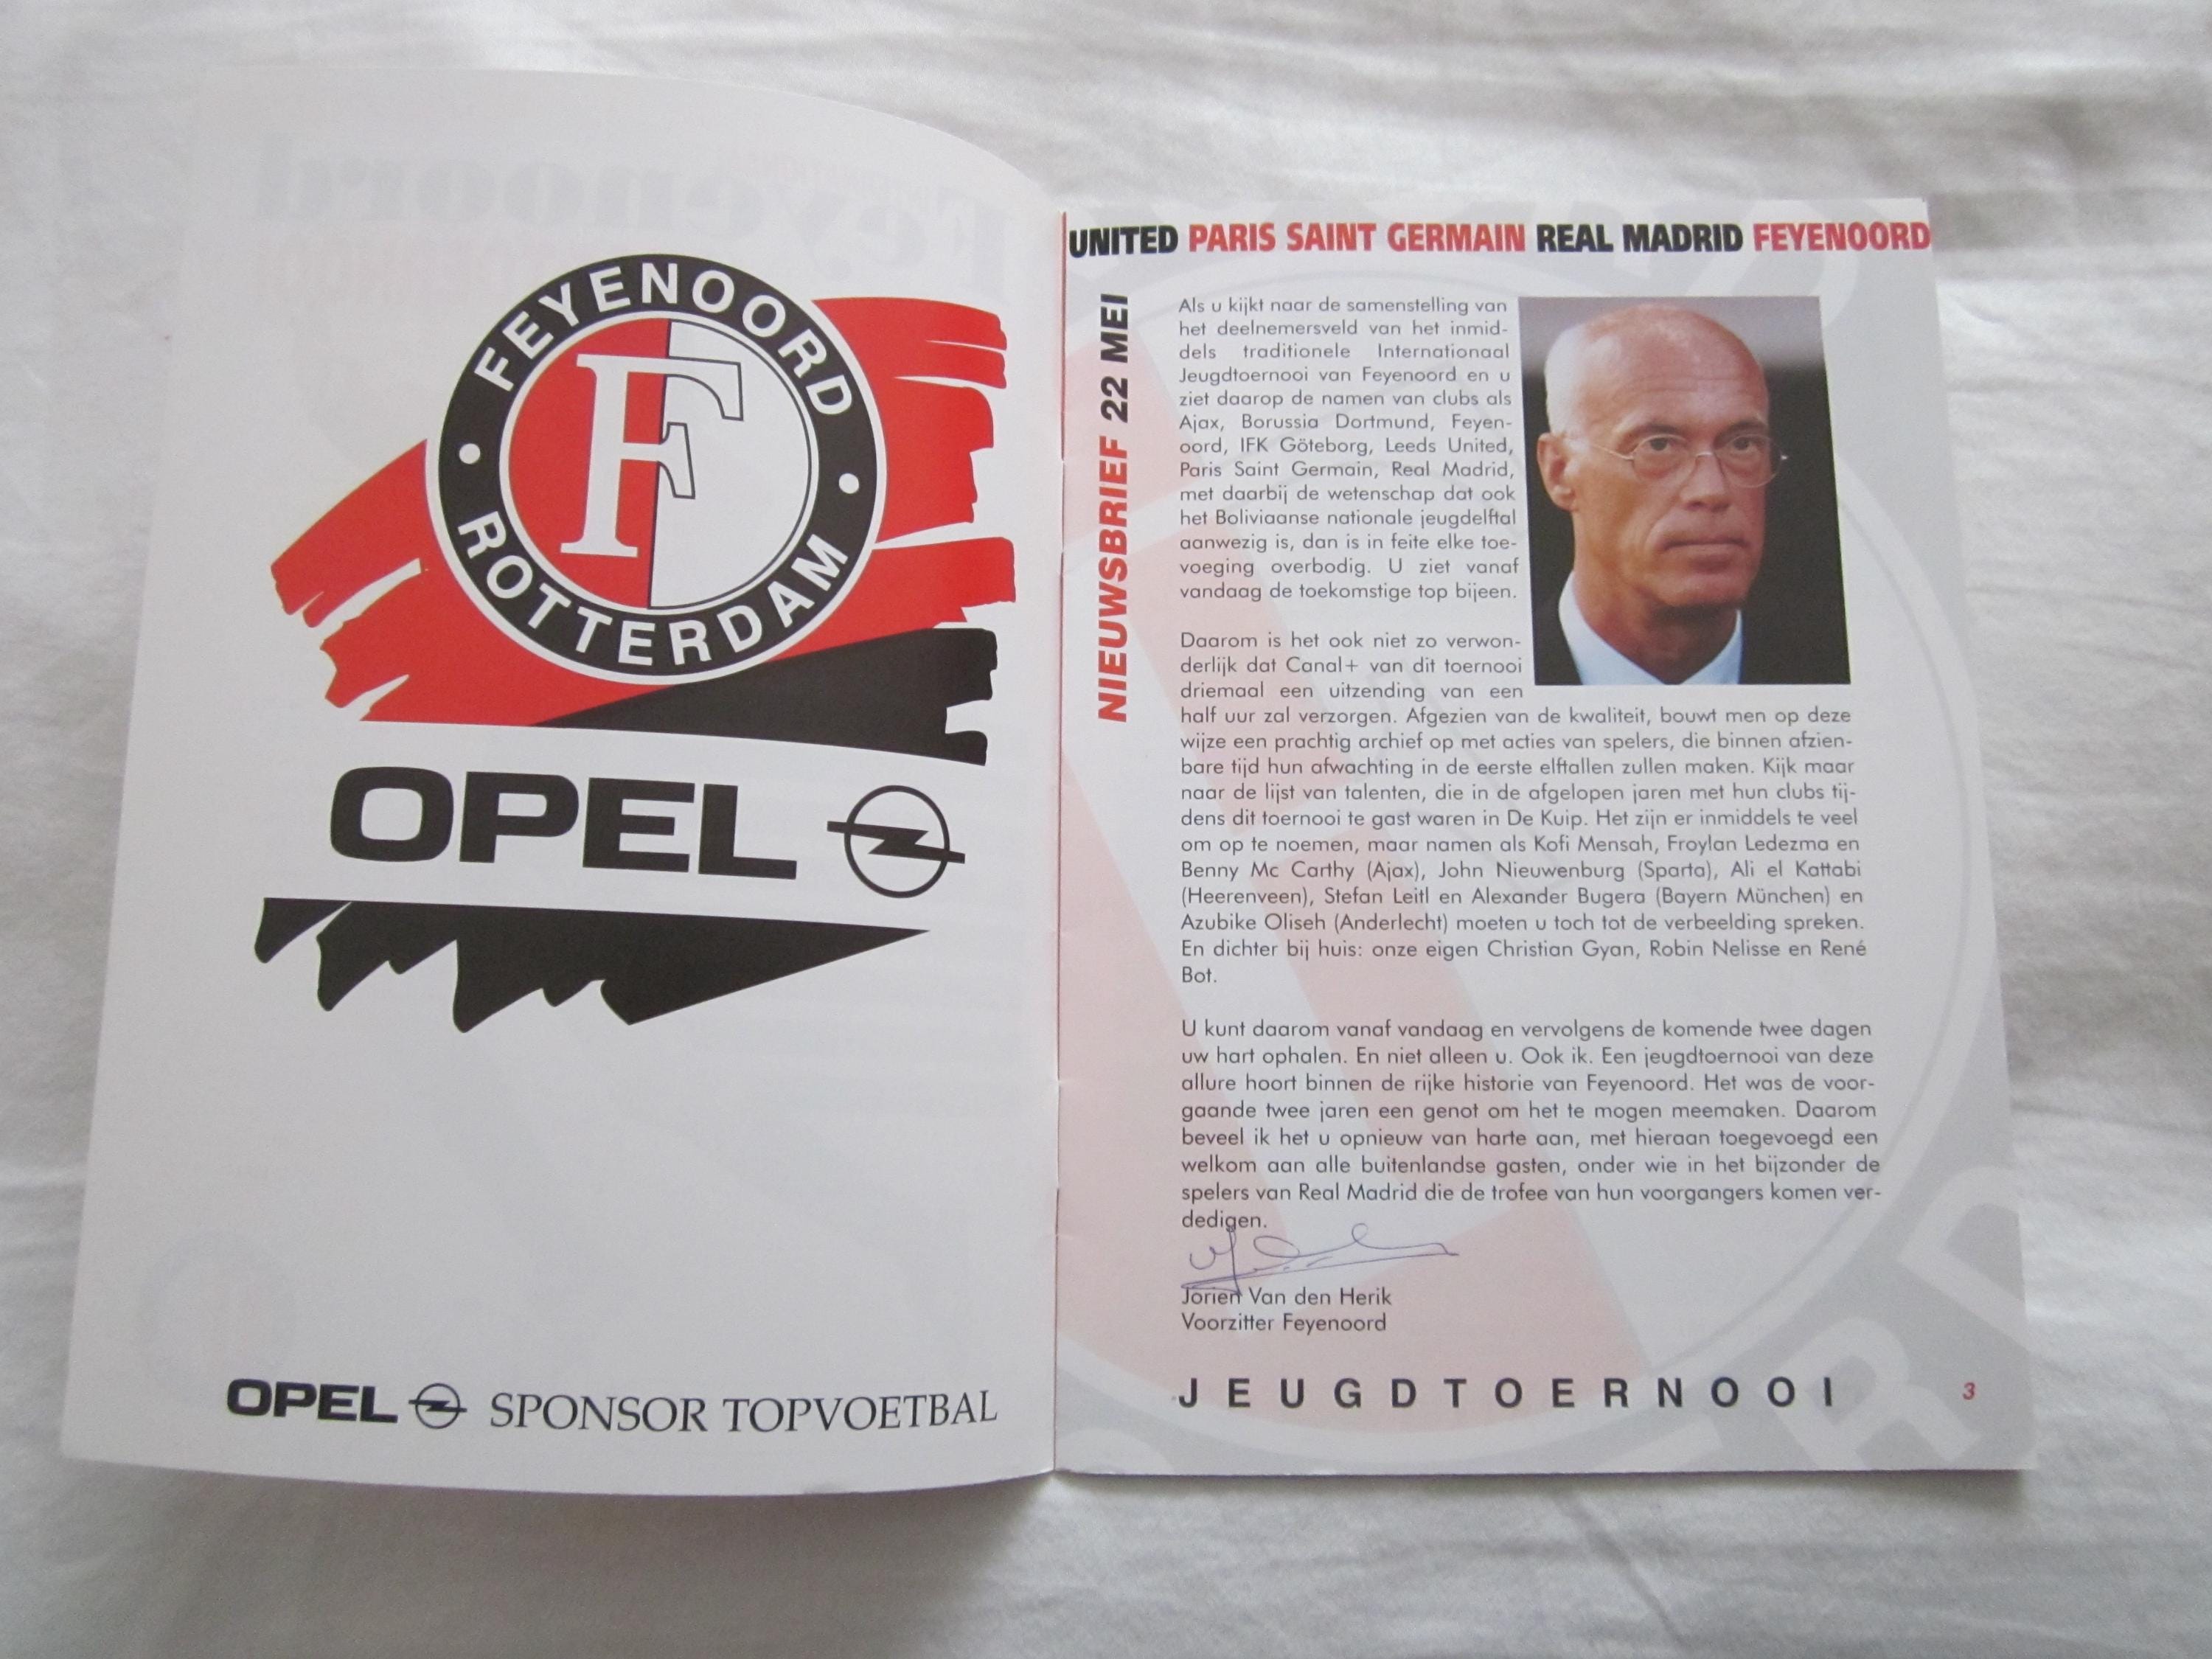 FEYENOORD
ROTTERDAM
F
OPEL
OPEL SPONSOR TOPVOETBAL
UNITED PARIS SAINT GERMAIN REAL MADRID FEYENOORD
NIEUWSBRIEF 22 MEI
Als u kijkt naar de samenstelling van
het deelnemersveld van het inmid-
dels traditionele Internationaal
Jeugdtoernooi van Feyenoord en u
ziet daarop de namen van clubs als
Ajax, Borussia Dortmund, Feyen-
oord, IFK Göteborg, Leeds United,
Paris Saint Germain, Real Madrid,
met daarbij de wetenschap dat ook
het Boliviaanse nationale jeugdelftal
aanwezig is, dan is in feite elke toe-
voeging overbodig. U ziet vanaf
vandaag de toekomstige top bijeen.
Daarom is het ook niet zo verwon-
derlijk dat Canal+ van dit toernooi
driemaal een uitzending van een
half uur zal verzorgen. Afgezien van de kwaliteit, bouwt men op deze
wijze een prachtig archief op met acties van spelers, die binnen afzien-
bare tijd hun afwachting in de eerste elftallen zullen maken. Kijk maar
naar de lijst van talenten, die in de afgelopen jaren met hun clubs tij-
dens dit toernooi te gast waren in De Kuip. Het zijn er inmiddels te veel
om op te noemen, maar namen als Kofi Mensah, Froylan Ledezma en
Benny Mc Carthy (Ajax), John Nieuwenburg (Sparta), Ali el Kattabi
(Heerenveen), Stefan Leitl en Alexander Bugera (Bayern München) en
Azubike Oliseh (Anderlecht) moeten u toch tot de verbeelding spreken.
En dichter bij huis: onze eigen Christian Gyan, Robin Nelisse en René
Bot.
U kunt daarom vanaf vandaag en vervolgens de komende twee dagen
uw hart ophalen. En niet alleen u. Ook ik. Een jeugdtoernooi van deze
allure hoort binnen de rijke historie van Feyenoord. Het was de voor-
gaande twee jaren een genot om het te mogen meemaken. Daarom
beveel ik het u opnieuw van harte aan, met hieraan toegevoegd een
welkom aan alle buitenlandse gasten, onder wie in het bijzonder de
spelers van Real Madrid die de trofee van hun voorgangers komen ver-
dedigen.
Jorien Van den Herik
Voorzitter Feyenoord
JEUGDTOERNOOI
3